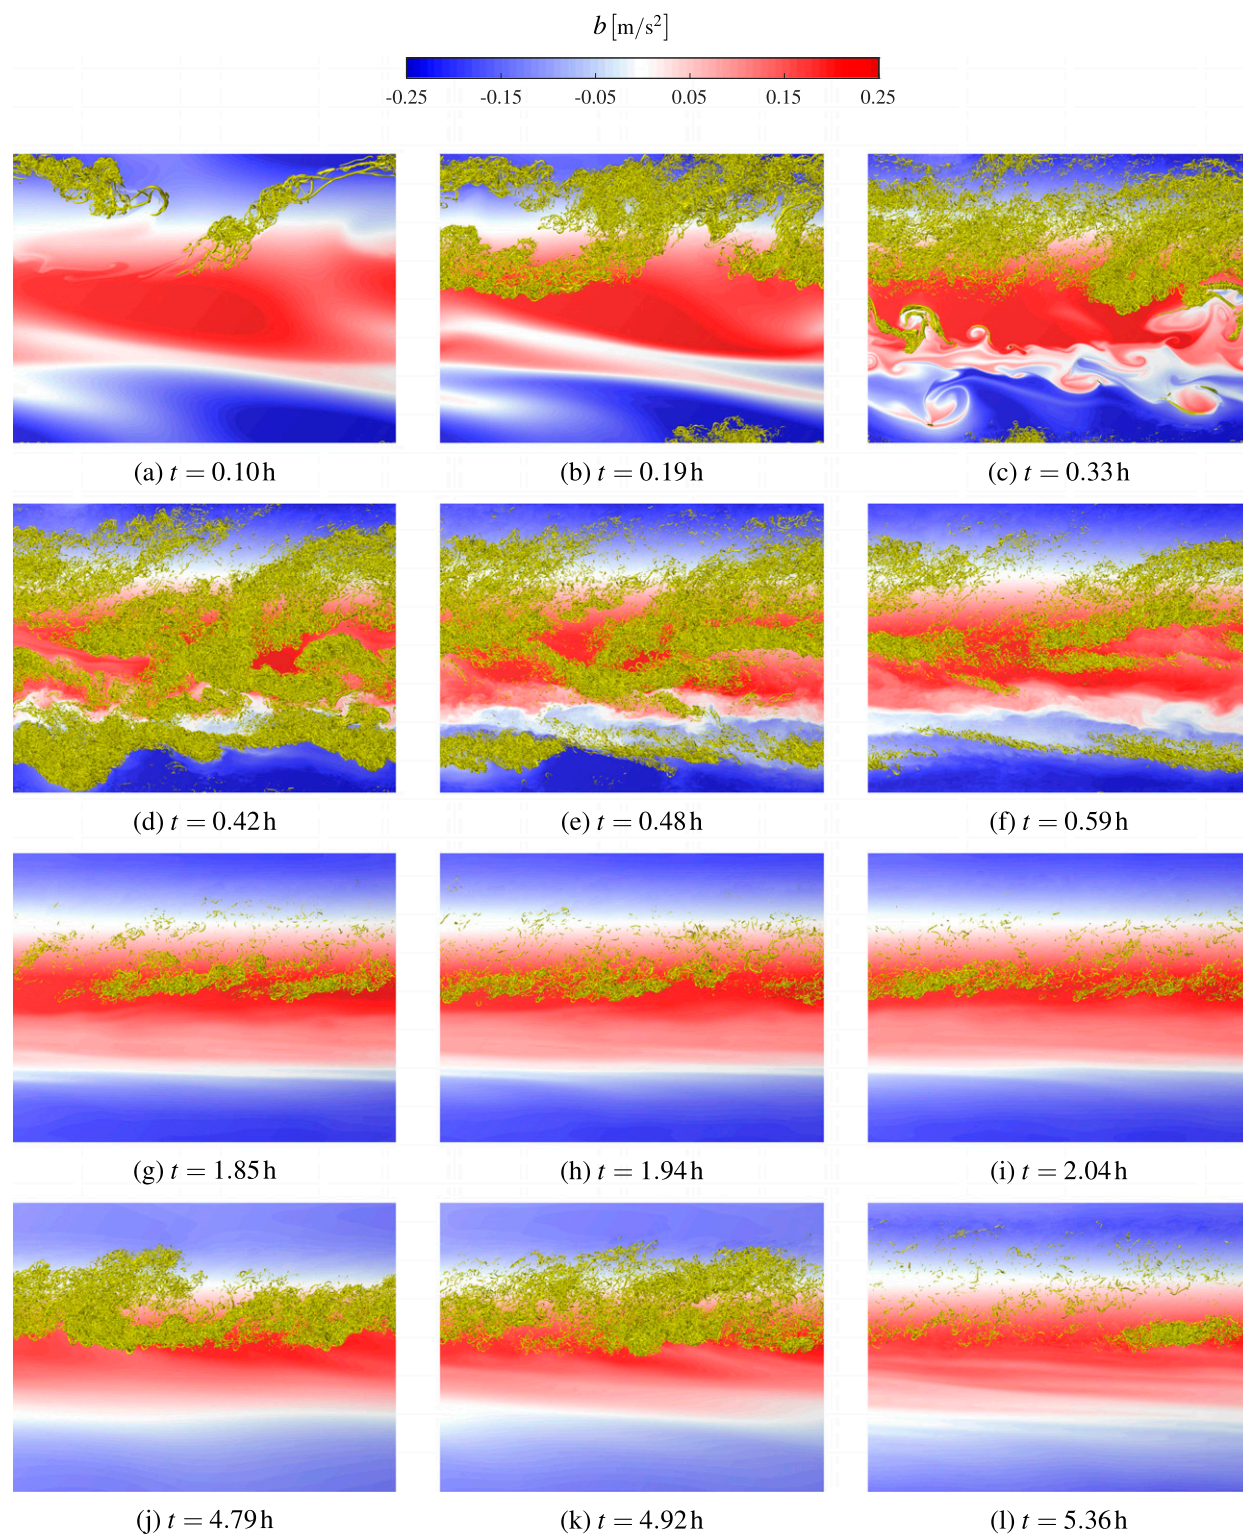 b [m/s²]
-0.25 -0.15 -0.05 0.05 0.15 0.25
(a) t = 0.10 h (b) t = 0.19 h (c) t = 0.33 h
(d) t = 0.42 h (e) t = 0.48 h (f) t = 0.59 h
(g) t = 1.85 h (h) t = 1.94 h (i) t = 2.04 h
(j) t = 4.79 h (k) t = 4.92 h (l) t = 5.36 h